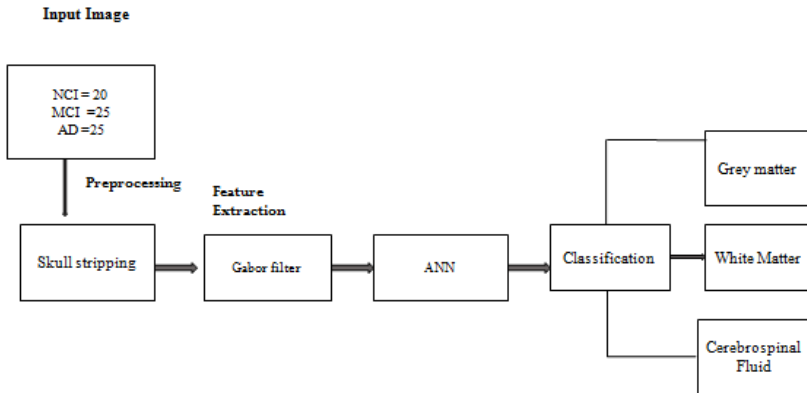 Input Image
NCI = 20
MCI =25
AD =25
Preprocessing
Feature
Extraction
Skull stripping
Gabor filter
ANN
Classification
Grey matter
White Matter
Cerebrospinal
Fluid